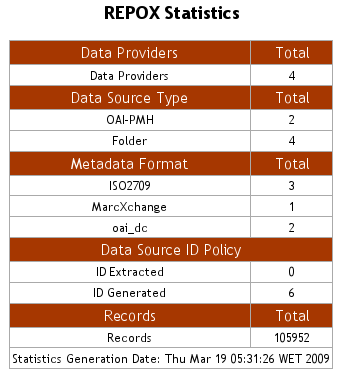 REPOX Statistics
Data Providers Total
Data Providers 4
Data Source Type Total
OAI-PMH 2
Folder 4
Metadata Format Total
ISO2709 3
MarcXchange 1
oai_dc 2
Data Source ID Policy
ID Extracted 0
ID Generated 6
Records Total
Records 105952
Statistics Generation Date: Thu Mar 19 05:31:26 WET 2009